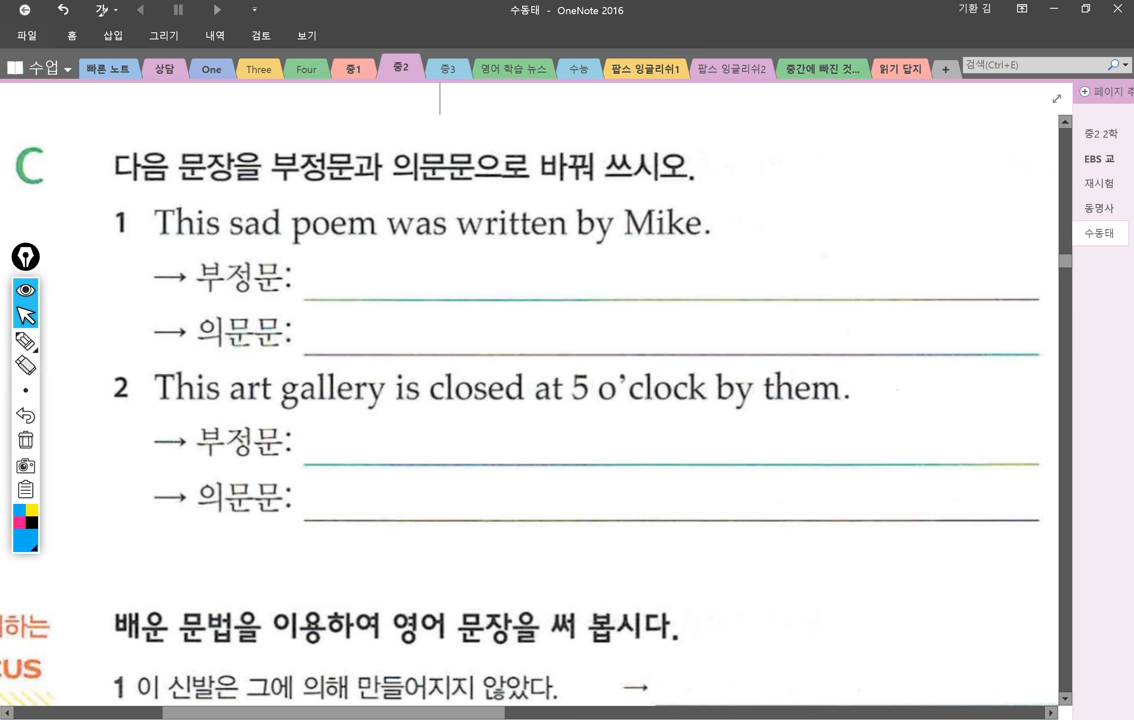 수동태 - OneNote 2016
기환 김
파일 홈 삽입 그리기 내역 검토 보기
수업 빠른 노트 상담 One Three Four 중1 중2 중3 영어 학습 뉴스 수능 팝스 잉글리쉬1 팝스 잉글리쉬2 중간에 빠진 것... 읽기 답지 + 검색(Ctrl+E)
페이지 추
중2 2학
EBS 교
재시험
동명사
수동태
C 다음 문장을 부정문과 의문문으로 바꿔 쓰시오.
1 This sad poem was written by Mike.
→ 부정문:
→ 의문문:
2 This art gallery is closed at 5 o'clock by them.
→ 부정문:
→ 의문문:
하는
배운 문법을 이용하여 영어 문장을 써 봅시다.
cus
1 이 신발은 그에 의해 만들어지지 않았다. →